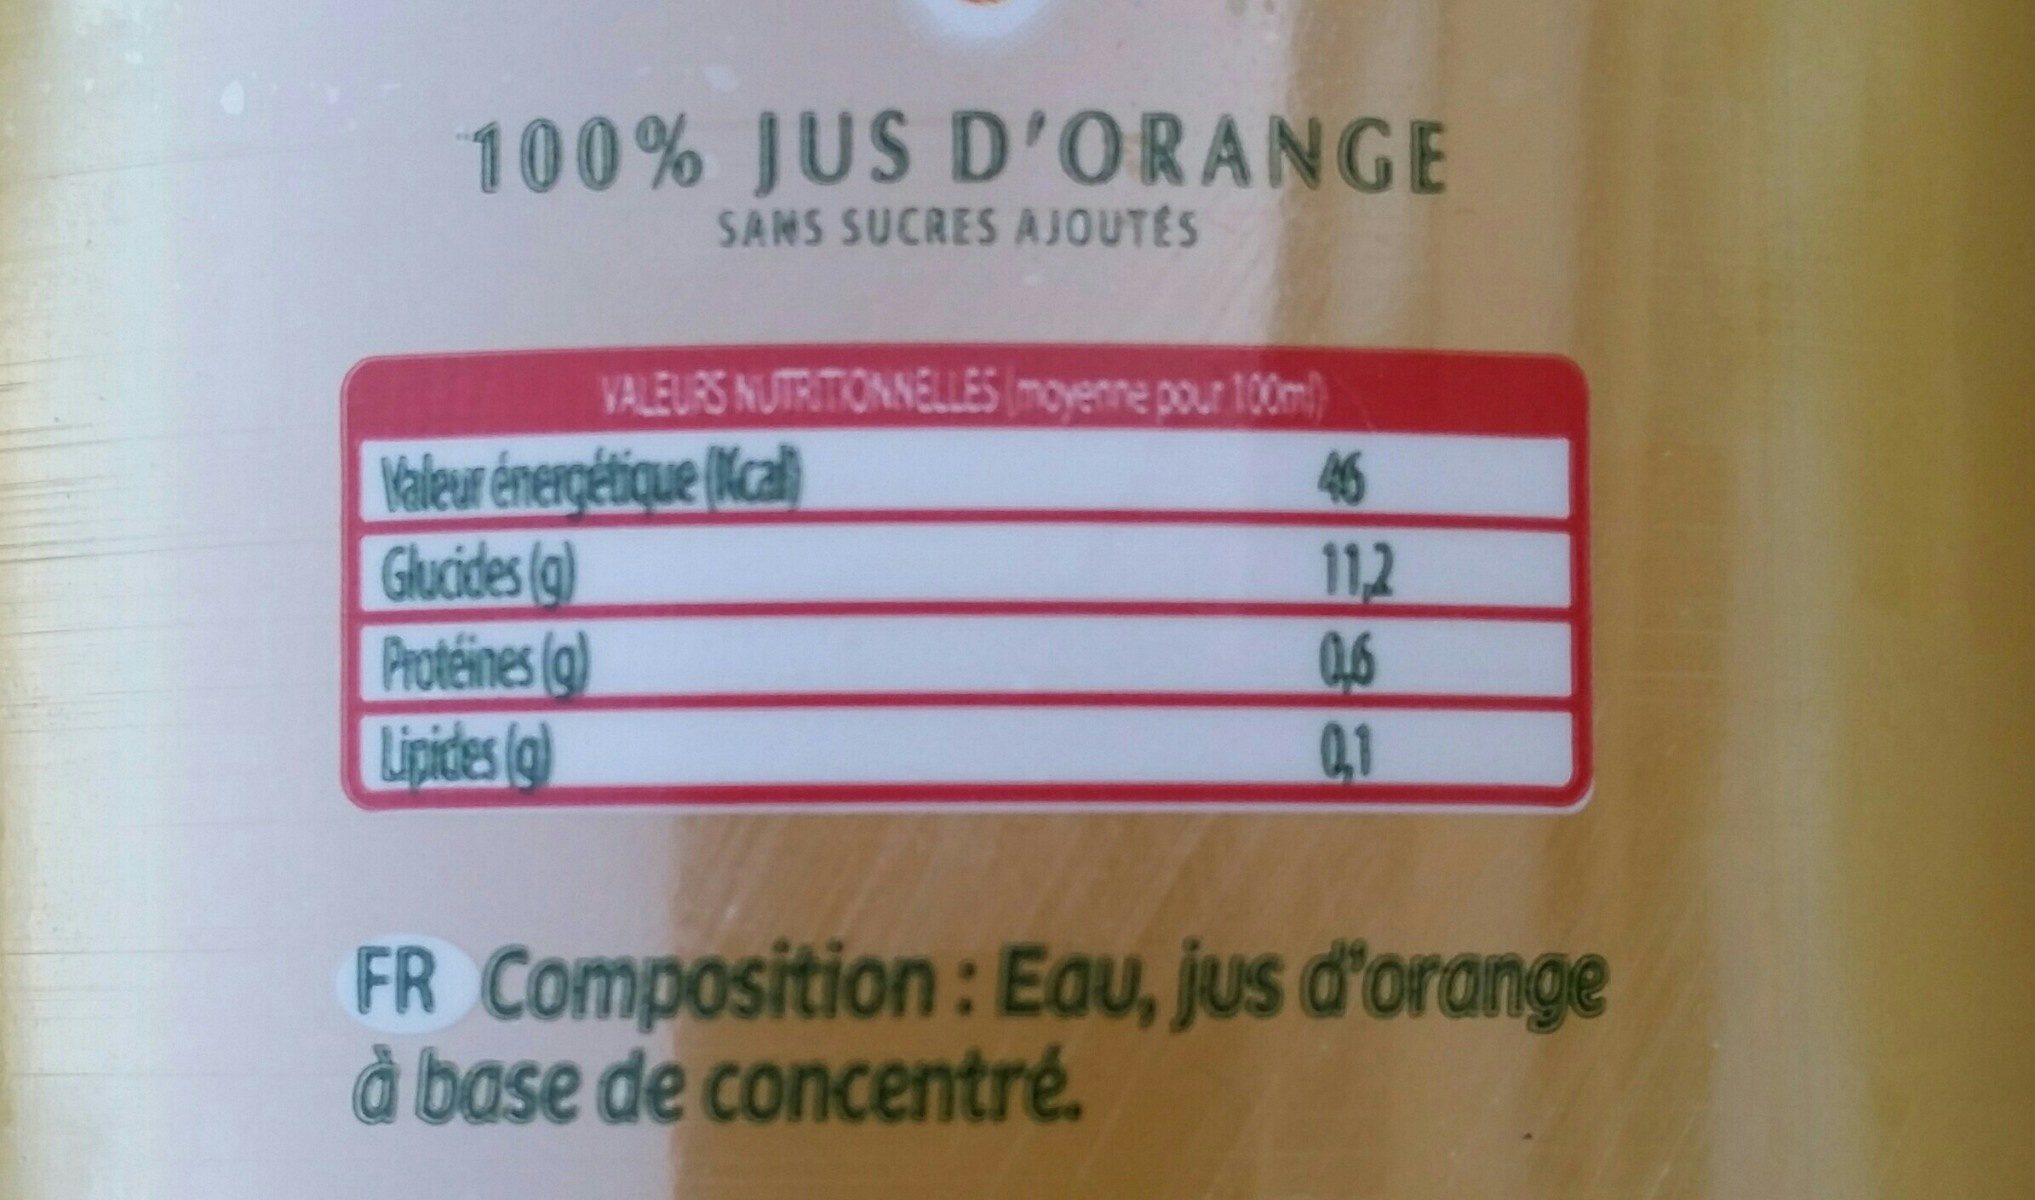 100% JUS D'ORANGE
SANS SUCRES AJOUTÉS
VALEURS NUTRITIONNELLES (moyenne pour 100ml)
Valeur énergétique (Kcal) 46
Glucides (g) 11,2
Protéines (g) 0,6
Lipides (g) 0,1
FR Composition : Eau, jus d'orange
à base de concentré.